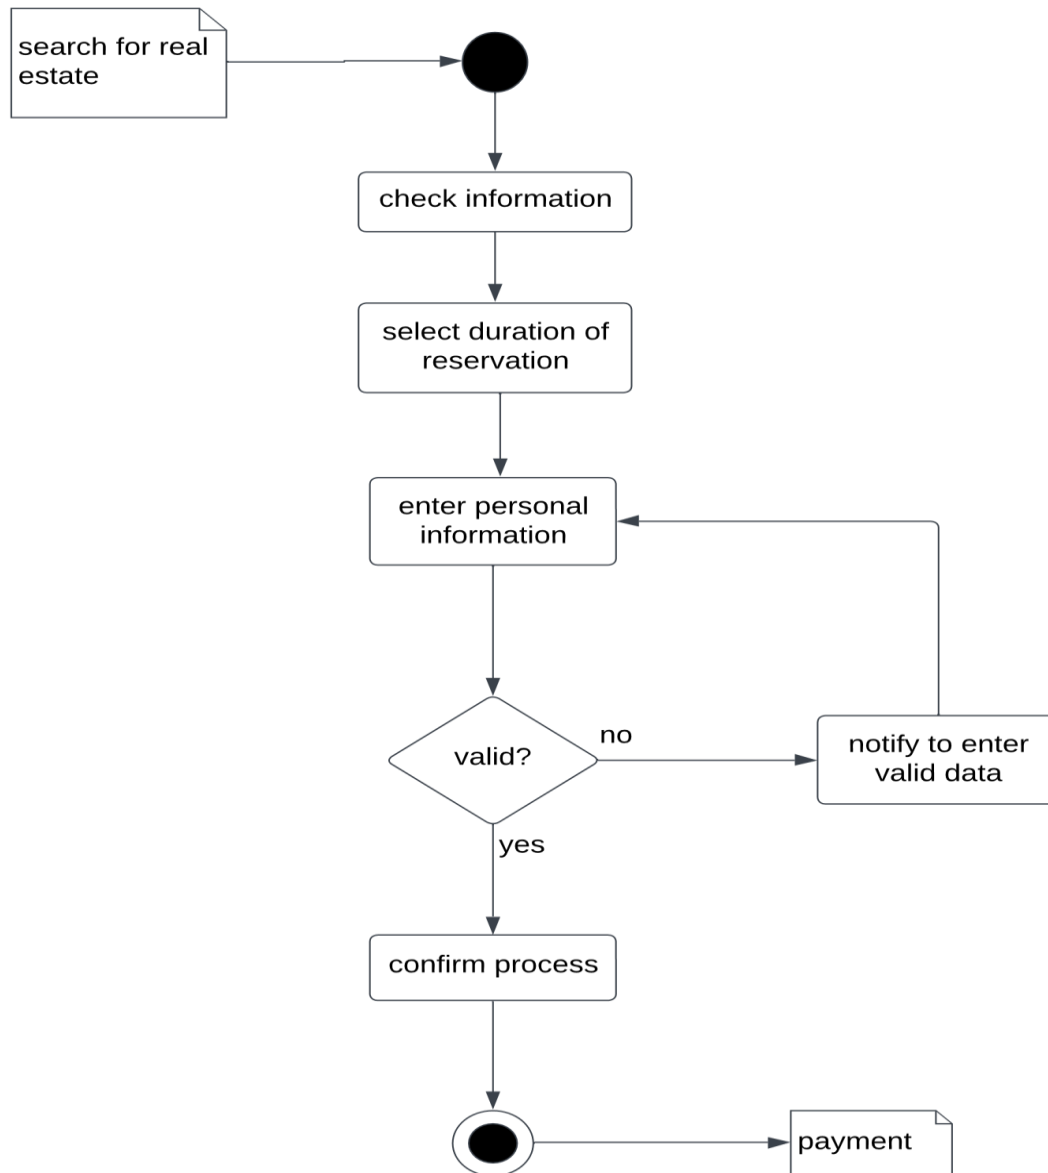 search for real
estate
check information
select duration of
reservation
enter personal
information
valid?
no
notify to enter
valid data
yes
confirm process
payment